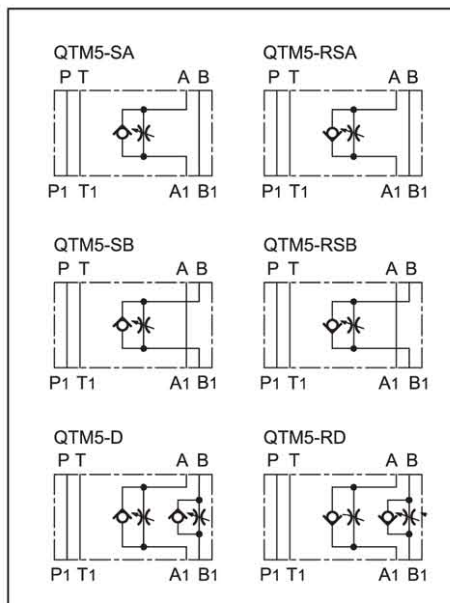 QTM5-SA
P T A B
P1 T1 A1 B1
QTM5-RSA
P T A B
P1 T1 A1 B1
QTM5-SB
P T A B
P1 T1 A1 B1
QTM5-RSB
P T A B
P1 T1 A1 B1
QTM5-D
P T A B
P1 T1 A1 B1
QTM5-RD
P T A B
P1 T1 A1 B1